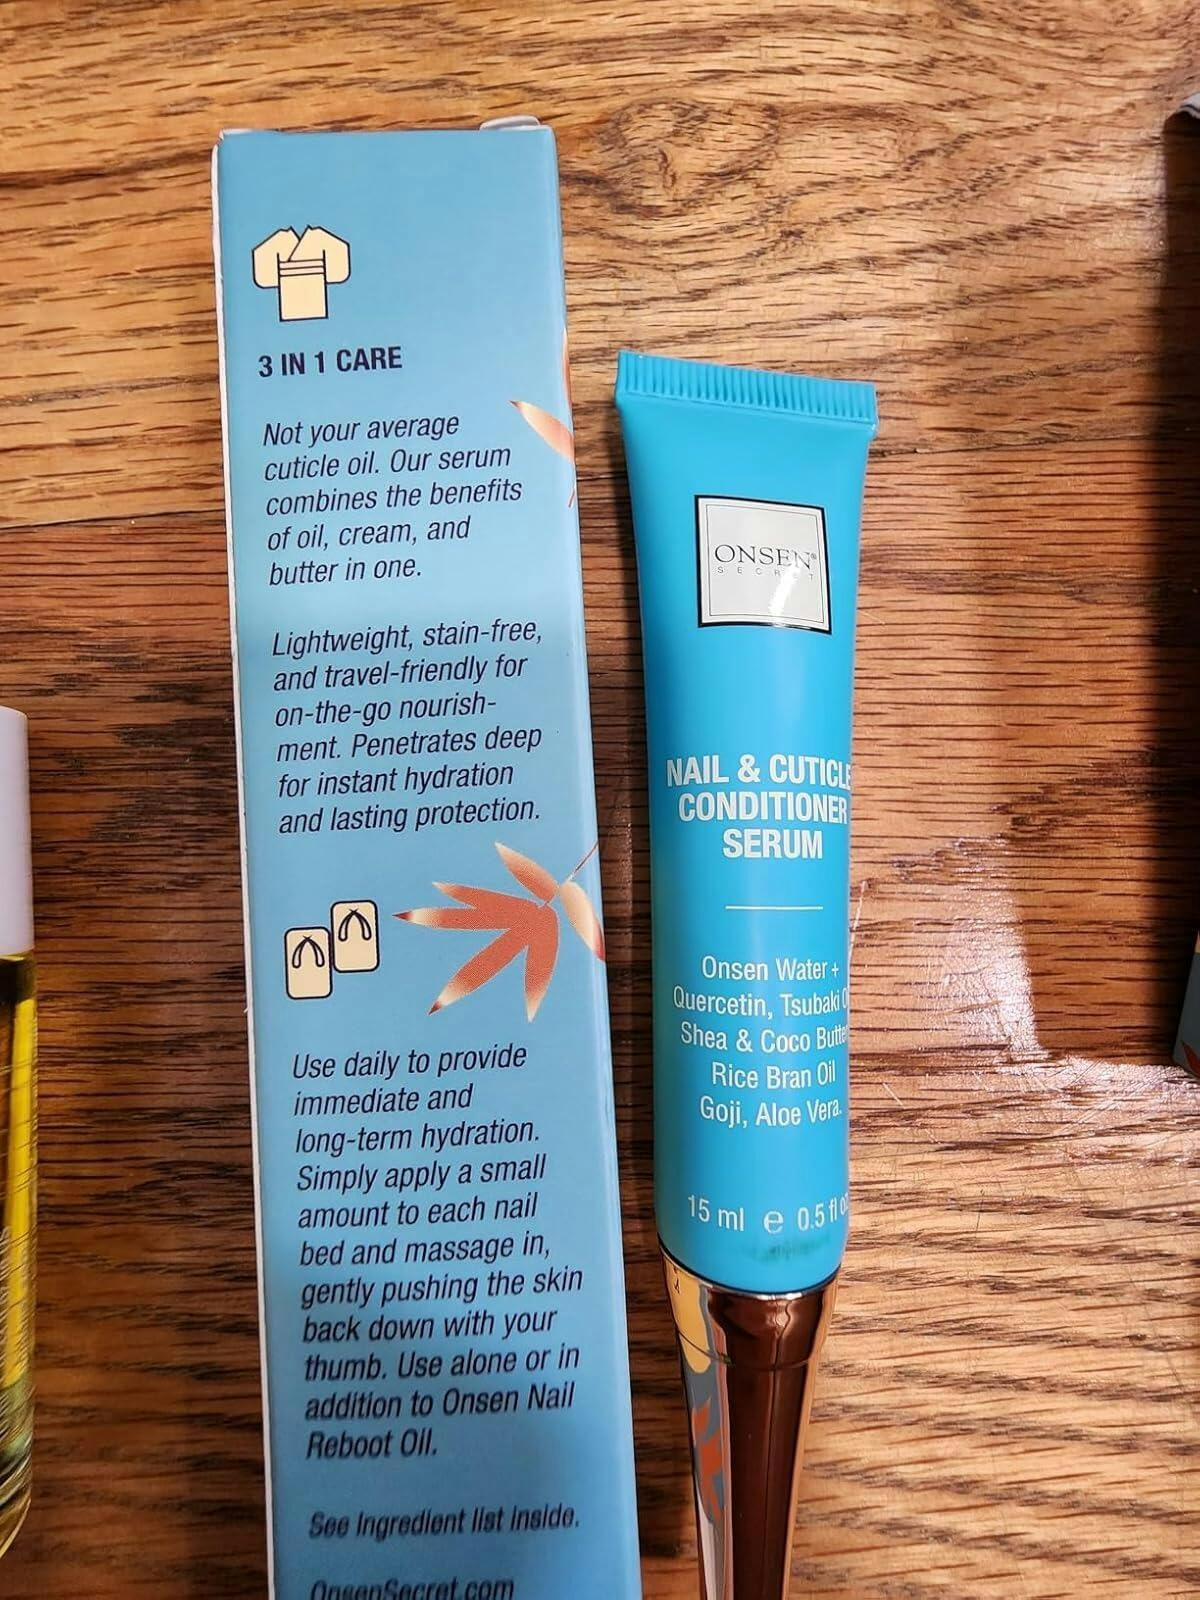 3 IN 1 CARE
Not your average
cuticle oil. Our serum
combines the benefits
of oil, cream, and
butter in one.
Lightweight, stain-free,
and travel-friendly for
on-the-go nourish-
ment. Penetrates deep
for instant hydration
and lasting protection.
Use daily to provide
immediate and
long-term hydration.
Simply apply a small
amount to each nail
bed and massage in,
gently pushing the skin
back down with your
thumb. Use alone or in
addition to Onsen Nail
Reboot Oil.
See Ingredient list inside.
OnsenSecret.com
ONSEN®
SECRET
NAIL & CUTICLE
CONDITIONER
SERUM
Onsen Water +
Quercetin, Tsubaki O
Shea & Coco Butte
Rice Bran Oil
Goji, Aloe Vera.
15 ml e 0.5 fl oz